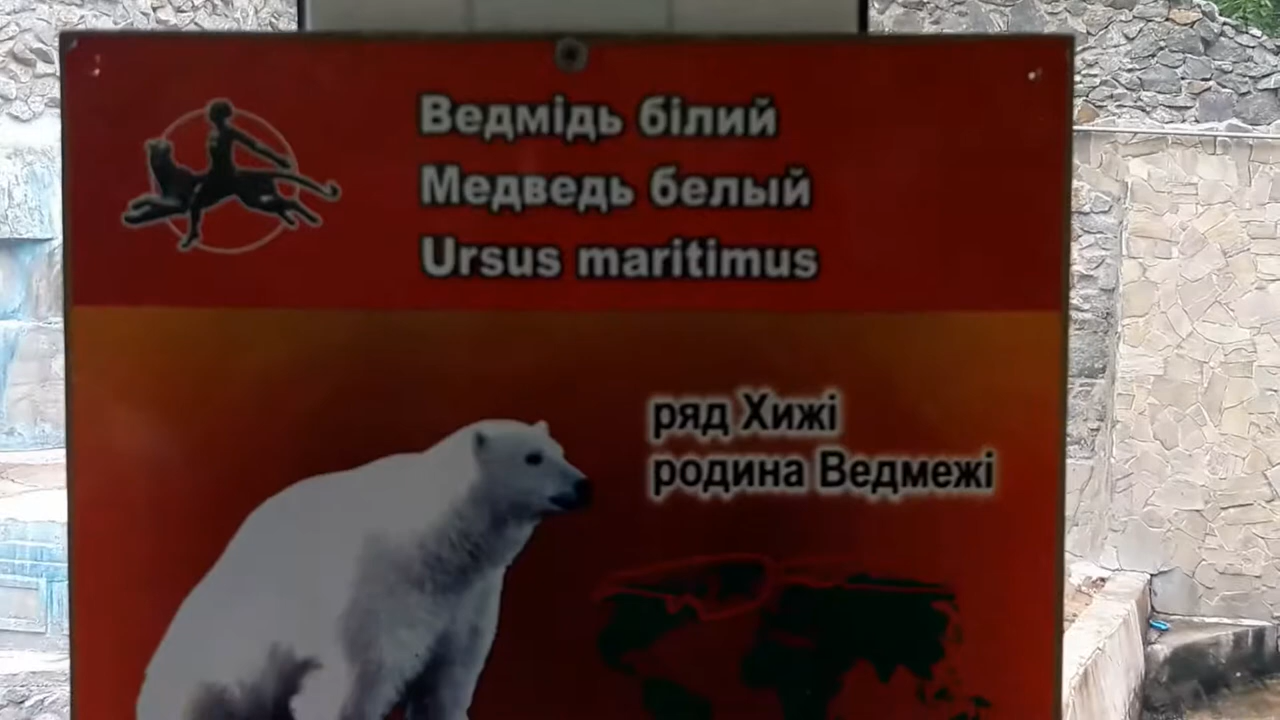 Ведмідь білий
Медведь белый
Ursus maritimus
ряд Хижі
родина Ведмежі